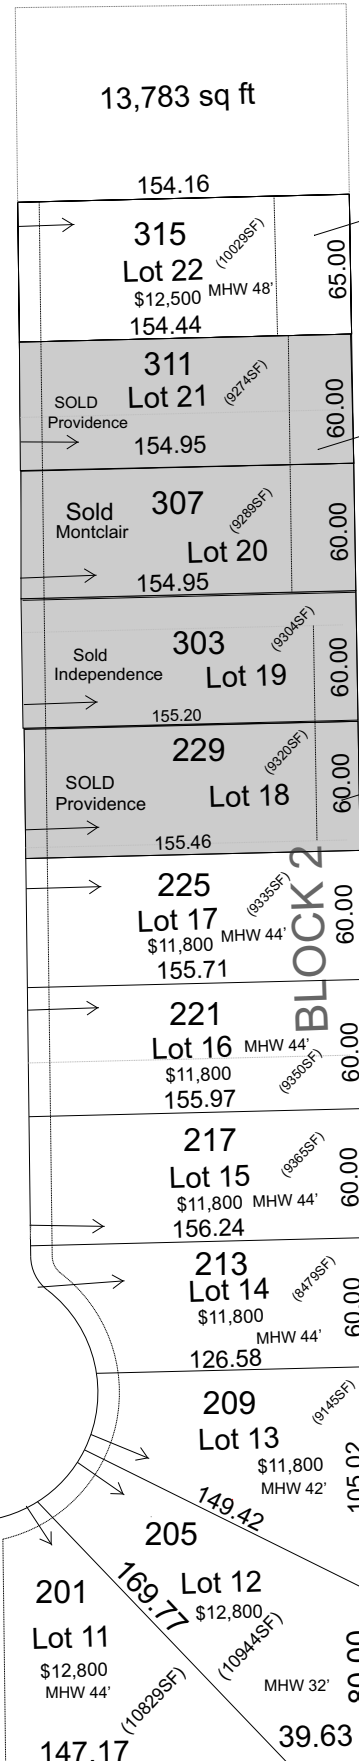 13,783 sq ft
154.16
315
(10029SF)
Lot 22
$12,500 MHW 48'
65.00
154.44
311
Lot 21
(9274SF)
SOLD
Providence
60.00
154.95
Sold
Montclair
307
(9289SF)
Lot 20
60.00
154.95
Sold
Independence
303
(9304SF)
Lot 19
60.00
155.20
229
(9320SF)
SOLD
Providence
Lot 18
60.00
155.46
BLOCK 2
225
(9335SF)
Lot 17
$11,800 MHW 44'
60.00
155.71
221
Lot 16 MHW 44'
$11,800
(9350SF)
60.00
155.97
217
(9365SF)
Lot 15
$11,800 MHW 44'
60.00
156.24
213
Lot 14
(8479SF)
$11,800
MHW 44'
60.00
126.58
209
(9145SF)
Lot 13
$11,800
MHW 42'
105.02
149.42
205
Lot 12
$12,800
(10944SF)
MHW 32'
80.00
39.63
169.77
201
Lot 11
$12,800
MHW 44'
(10829SF)
147.17